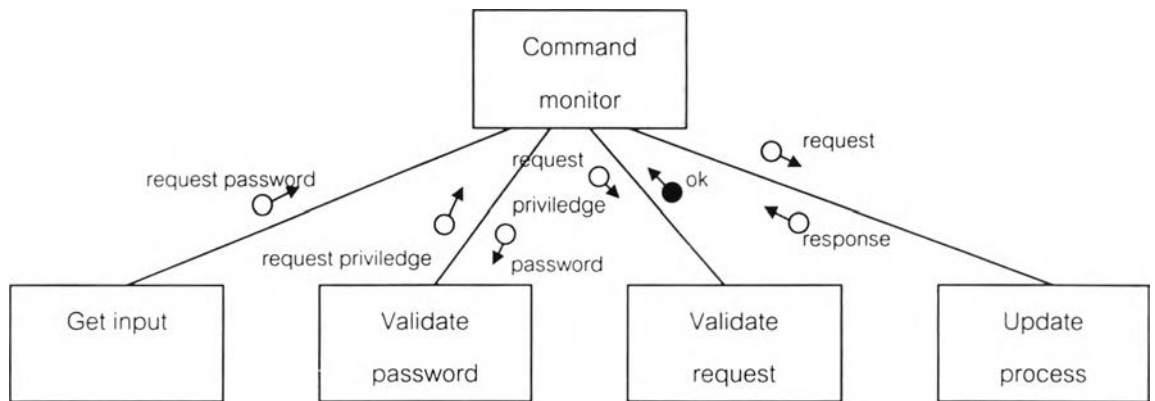 Command
monitor
request
request
request password
ok
priviledge
request priviledge
password
response
Get input
Validate
password
Validate
request
Update
process